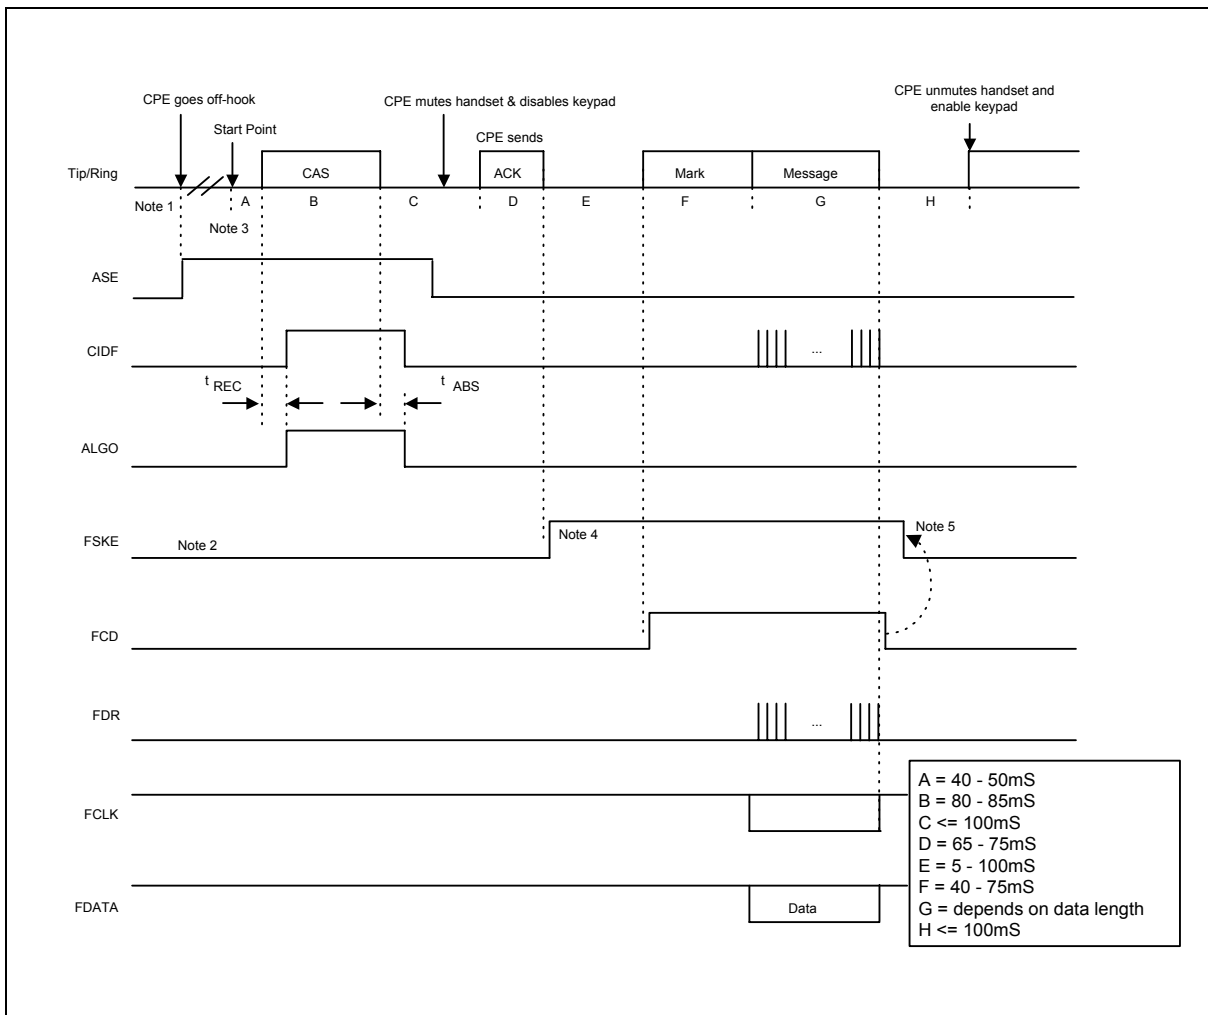 CPE goes off-hook
Start Point
CPE mutes handset & disables keypad
CPE sends
CPE unmutes handset and
enable keypad
Tip/Ring
CAS
ACK
Mark
Message
Note 1
A
B
C
D
E
F
G
H
Note 3
ASE
CIDF
...
t REC
t ABS
ALGO
FSKE
Note 2
Note 4
Note 5
FCD
FDR
...
FCLK
FDATA
Data
A = 40 - 50mS
B = 80 - 85mS
C <= 100mS
D = 65 - 75mS
E = 5 - 100mS
F = 40 - 75mS
G = depends on data length
H <= 100mS